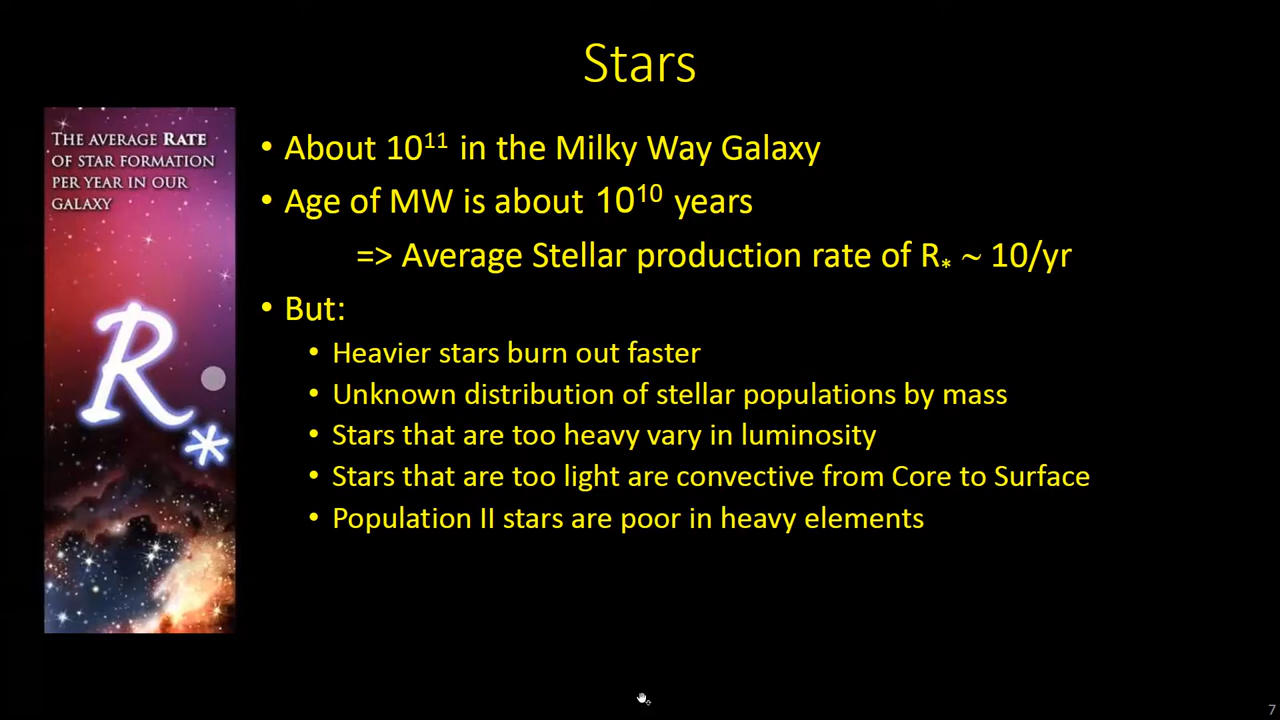 Stars
THE AVERAGE RATE
OF STAR FORMATION
PER YEAR IN OUR
GALAXY
R*
• About 10¹¹ in the Milky Way Galaxy
• Age of MW is about 10¹⁰ years
=> Average Stellar production rate of R* ~ 10/yr
• But:
• Heavier stars burn out faster
• Unknown distribution of stellar populations by mass
• Stars that are too heavy vary in luminosity
• Stars that are too light are convective from Core to Surface
• Population II stars are poor in heavy elements
7